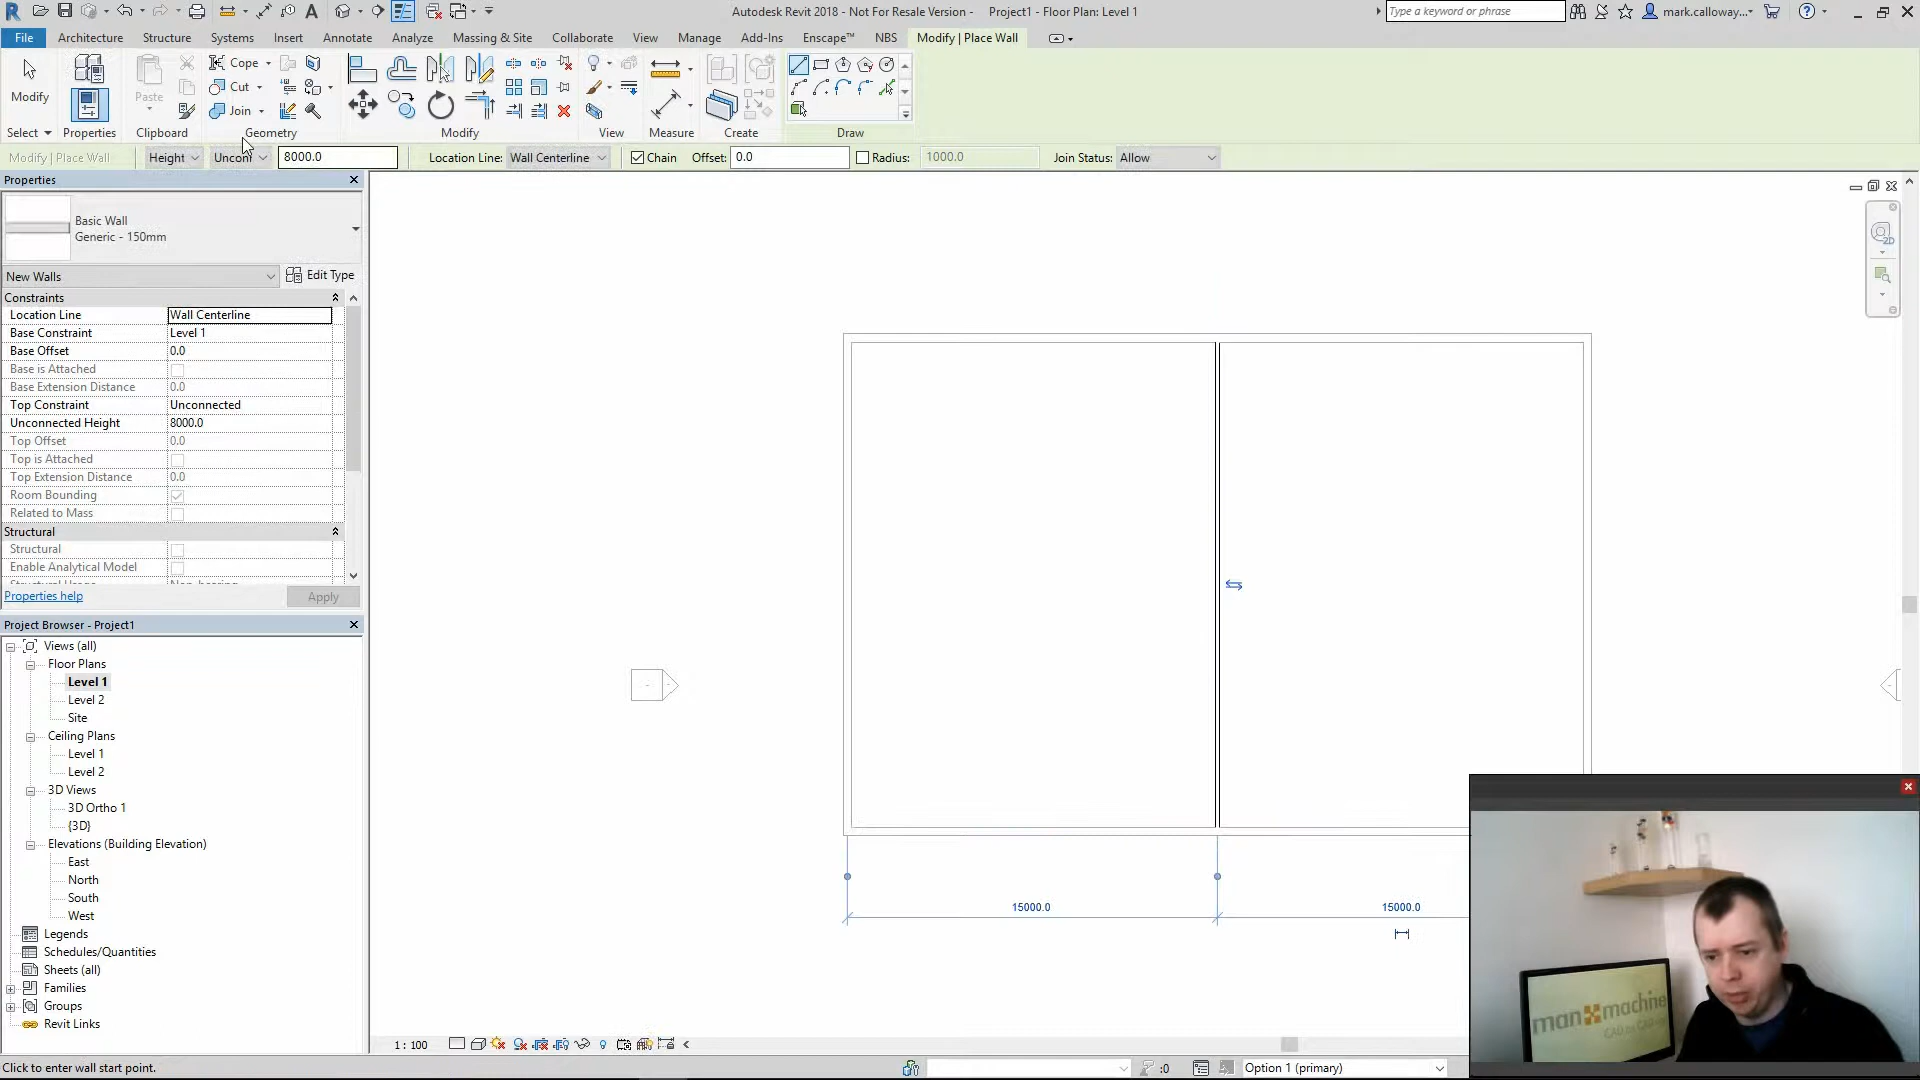 Autodesk Revit 2018 - Not For Resale Version - Project1 - Floor Plan: Level 1
Type a keyword or phrase
mark.calloway...
File Architecture Structure Systems Insert Annotate Analyze Massing & Site Collaborate View Manage Add-Ins Enscape™ NBS Modify | Place Wall
Modify
Paste
Cope
Cut
Join
Select Properties Clipboard Geometry Modify View Measure Create Draw
Modify | Place Wall Height Unconr 8000.0 Location Line: Wall Centerline Chain Offset: 0.0 Radius: 1000.0 Join Status: Allow
Properties
Basic Wall
Generic - 150mm
New Walls Edit Type
Constraints
Location Line Wall Centerline
Base Constraint Level 1
Base Offset 0.0
Base is Attached
Base Extension Distance 0.0
Top Constraint Unconnected
Unconnected Height 8000.0
Top Offset 0.0
Top is Attached
Top Extension Distance 0.0
Room Bounding
Related to Mass
Structural
Structural
Enable Analytical Model
Properties help Apply
Project Browser - Project1
Views (all)
Floor Plans
Level 1
Level 2
Site
Ceiling Plans
Level 1
Level 2
3D Views
3D Ortho 1
{3D}
Elevations (Building Elevation)
East
North
South
West
Legends
Schedules/Quantities
Sheets (all)
Families
Groups
Revit Links
2D
15000.0 15000.0
man machine
1 : 100
Click to enter wall start point. :0 Option 1 (primary)